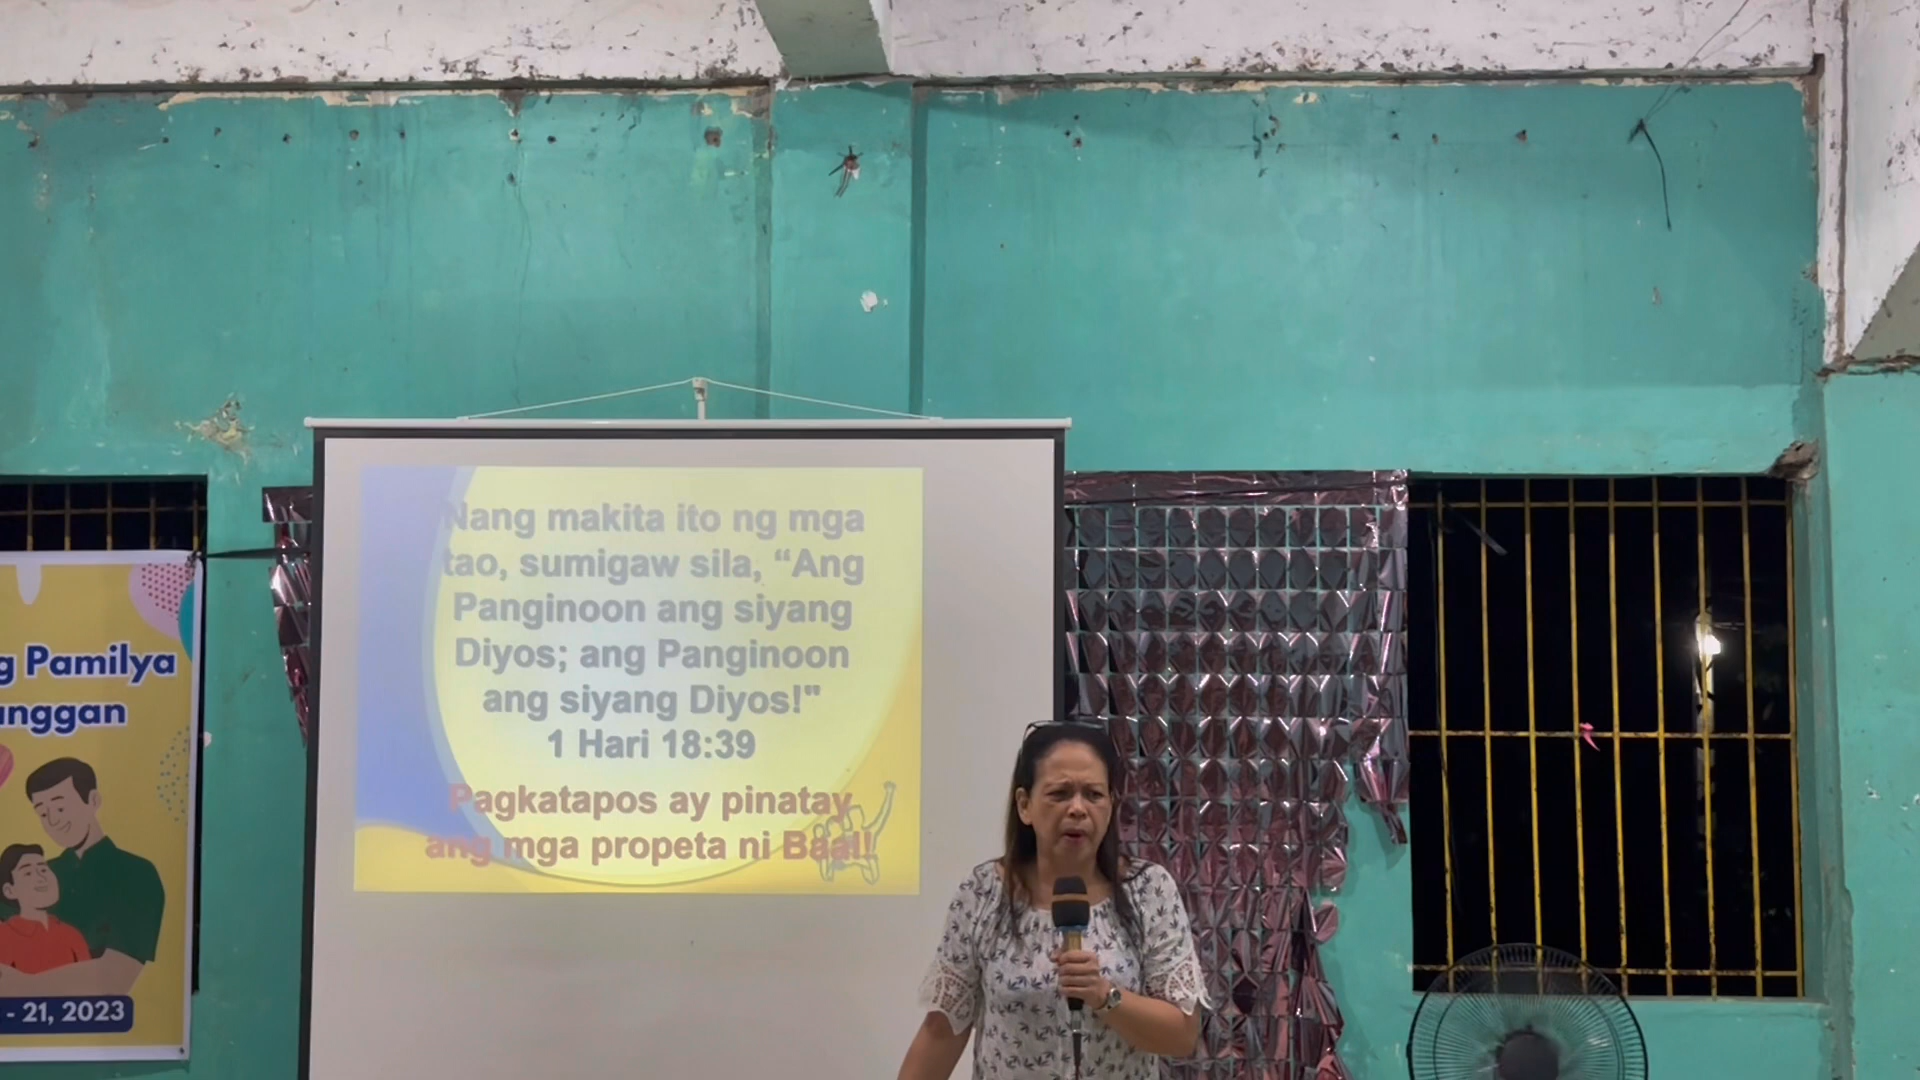 Nang makita ito ng mga
tao, sumigaw sila, “Ang
Panginoon ang siyang
Diyos; ang Panginoon
ang siyang Diyos!"
1 Hari 18:39
Pagkatapos ay pinatay
ang mga propeta ni Baal!
g Pamilya
anggan
- 21, 2023